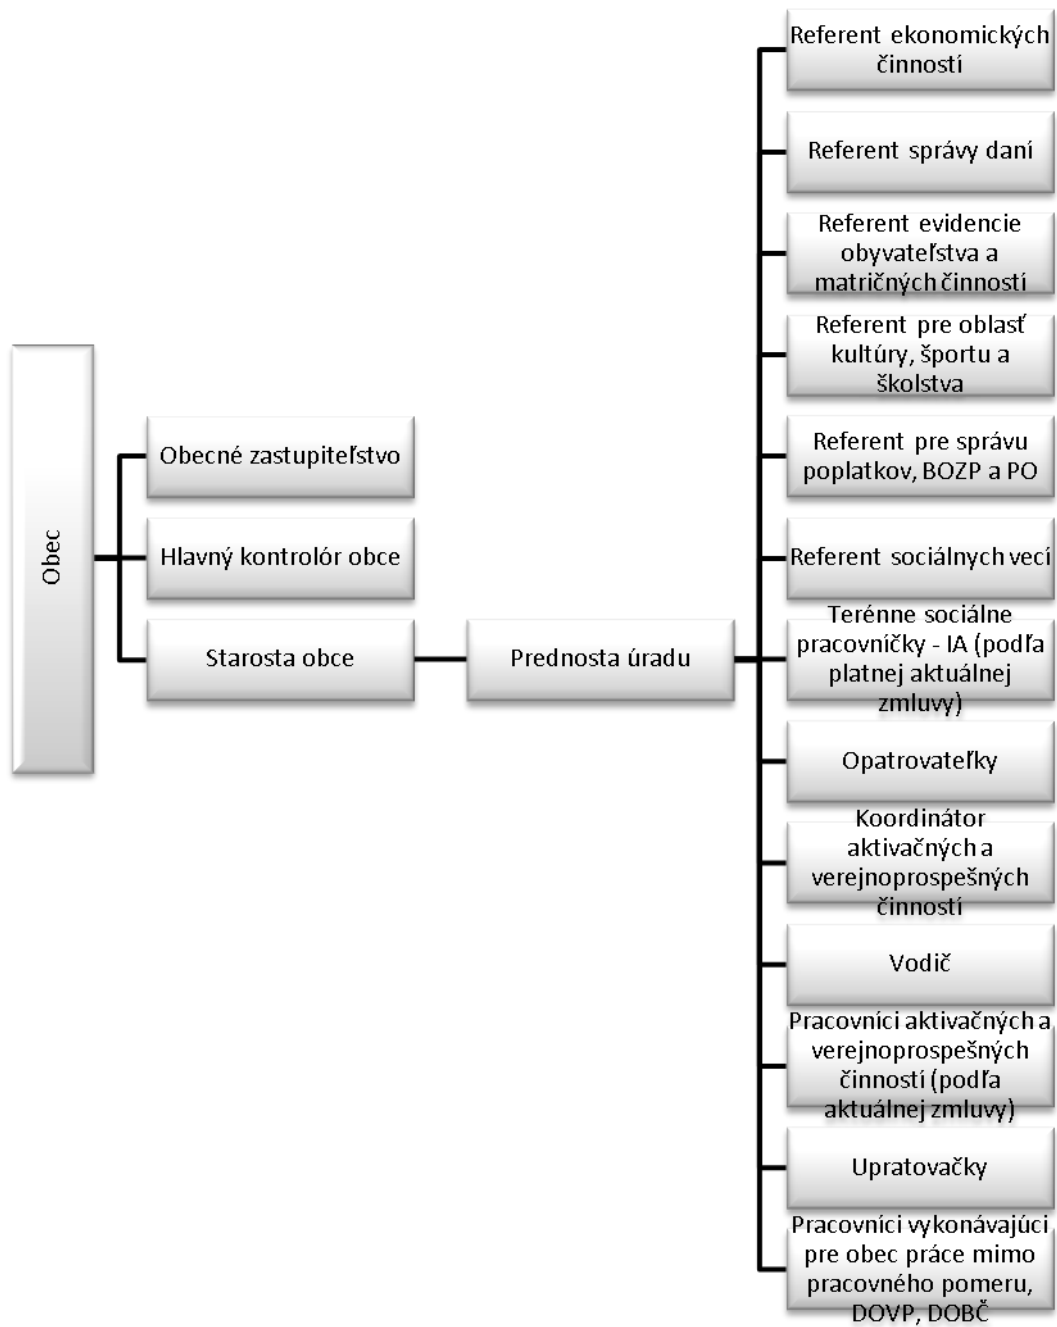 Obec
Obecné zastupiteľstvo
Hlavný kontrolór obce
Starosta obce
Prednosta úradu
Referent ekonomických
činností
Referent správy daní
Referent evidencie
obyvateľstva a
matričných činností
Referent pre oblasť
kultúry, športu a
školstva
Referent pre správu
poplatkov, BOZP a PO
Referent sociálnych vecí
Terénne sociálne
pracovníčky - IA (podľa
platnej aktuálnej
zmluvy)
Opatrovateľky
Koordinátor
aktivačných a
verejnoprospešných
činností
Vodič
Pracovníci aktivačných a
verejnoprospešných
činností (podľa
aktuálnej zmluvy)
Upratovačky
Pracovníci vykonávajúci
pre obec práce mimo
pracovného pomeru,
DOVP, DOBČ